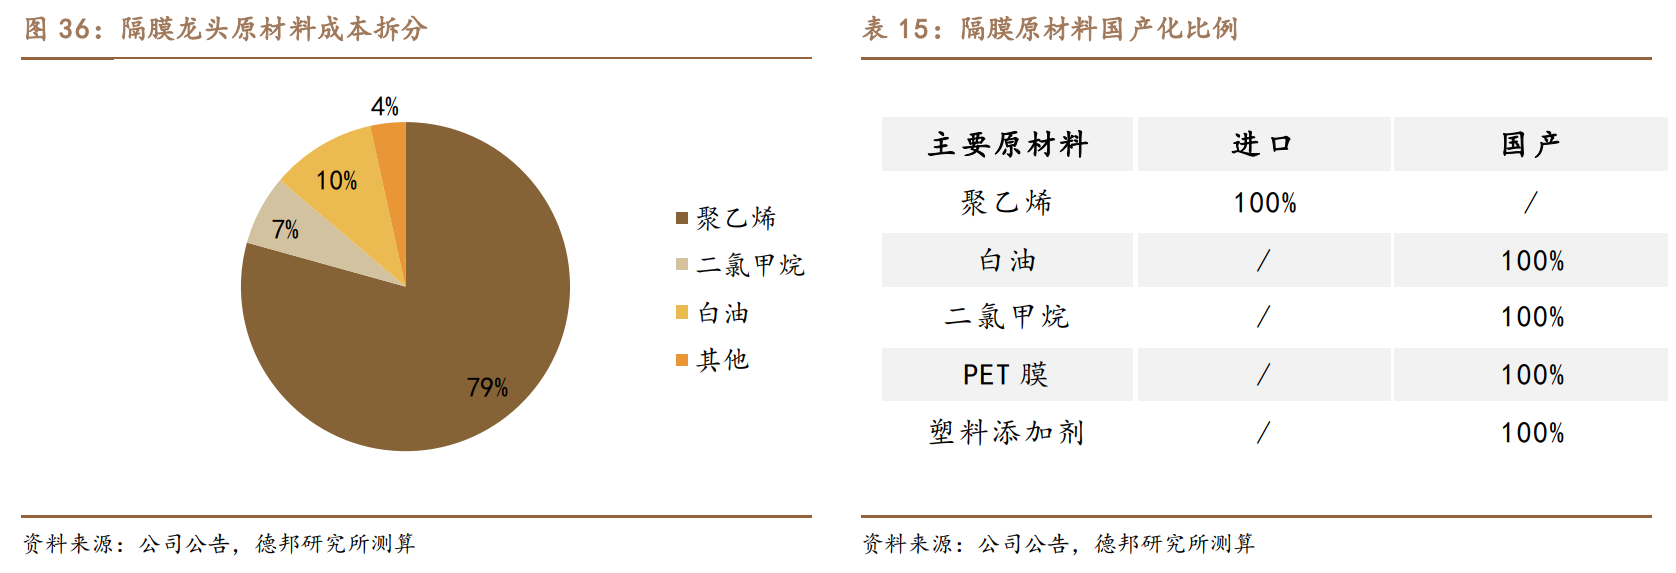 图 36：隔膜龙头原材料成本拆分
4%
10%
7%
79%
聚乙烯
二氯甲烷
白油
其他
资料来源：公司公告，德邦研究所测算
表 15：隔膜原材料国产化比例
主要原材料 进口 国产
聚乙烯 100% /
白油 / 100%
二氯甲烷 / 100%
PET 膜 / 100%
塑料添加剂 / 100%
资料来源：公司公告，德邦研究所测算